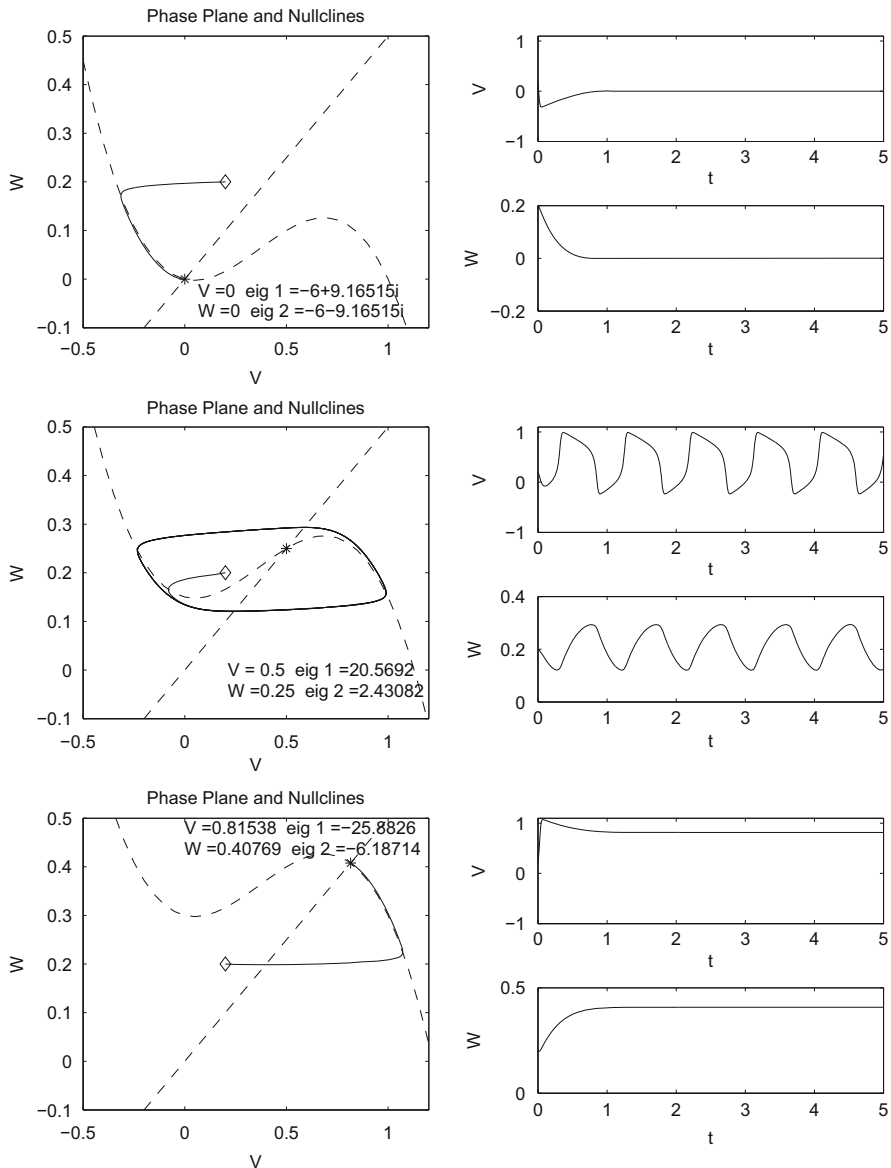 Phase Plane and Nullclines
0.5
0.4
0.3
0.2
0.1
0
−0.1
W
−0.5 0 0.5 1
V
V =0 eig 1 =−6+9.16515i
W =0 eig 2 =−6−9.16515i
1
0
−1
V
0 1 2 3 4 5
t
0.2
0
−0.2
W
0 1 2 3 4 5
t
Phase Plane and Nullclines
0.5
0.4
0.3
0.2
0.1
0
−0.1
W
−0.5 0 0.5 1
V
V = 0.5 eig 1 =20.5692
W =0.25 eig 2 =2.43082
1
0
−1
V
0 1 2 3 4 5
t
0.4
0.2
0
W
0 1 2 3 4 5
t
Phase Plane and Nullclines
0.5
0.4
0.3
0.2
0.1
0
−0.1
W
−0.5 0 0.5 1
V
V =0.81538 eig 1 =−25.8826
W =0.40769 eig 2 =−6.18714
1
0
−1
V
0 1 2 3 4 5
t
0.5
0
W
0 1 2 3 4 5
t